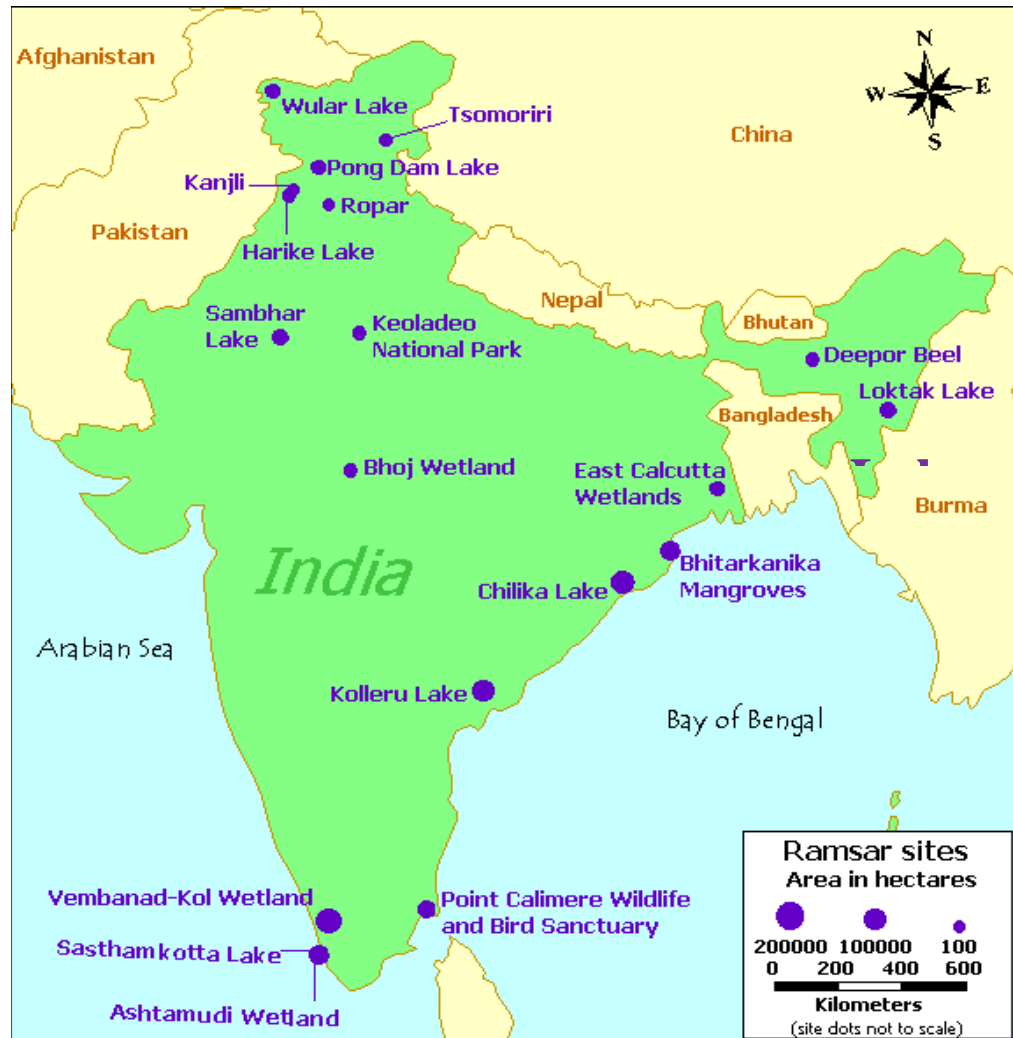 Afghanistan
N
W
E
S
Wular Lake
Tsomoriri
China
Pong Dam Lake
Kanjli
Ropar
Pakistan
Harike Lake
Nepal
Bhutan
Sambhar
Lake
Keoladeo
National Park
Deepor Beel
Loktak Lake
Bangladesh
Bhoj Wetland
East Calcutta
Wetlands
Burma
India
Bhitarkanika
Mangroves
Chilika Lake
Arabian Sea
Kolleru Lake
Bay of Bengal
Vembanad-Kol Wetland
Point Calimere Wildlife
and Bird Sanctuary
Sasthamkotta Lake
Ashtamudi Wetland
Ramsar sites
Area in hectares
200000 100000 100
0 200 400 600
Kilometers
(site dots not to scale)